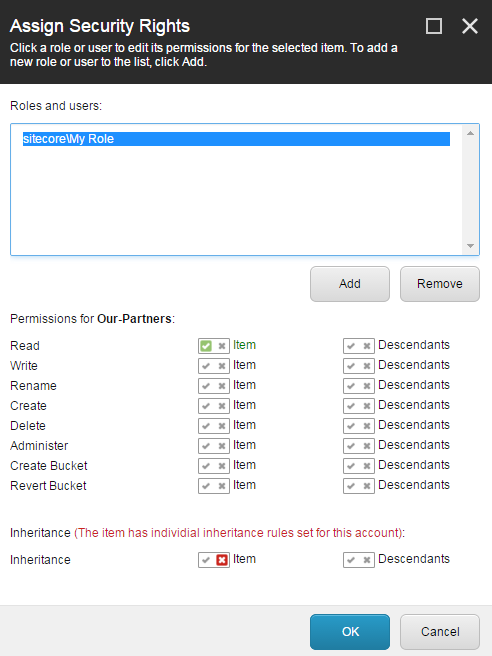 Assign Security Rights
Click a role or user to edit its permissions for the selected item. To add a
new role or user to the list, click Add.
Roles and users:
sitecore\My Role
Add Remove
Permissions for Our-Partners:
Read Item Descendants
Write Item Descendants
Rename Item Descendants
Create Item Descendants
Delete Item Descendants
Administer Item Descendants
Create Bucket Item Descendants
Revert Bucket Item Descendants
Inheritance (The item has individial inheritance rules set for this account):
Inheritance Item Descendants
OK Cancel